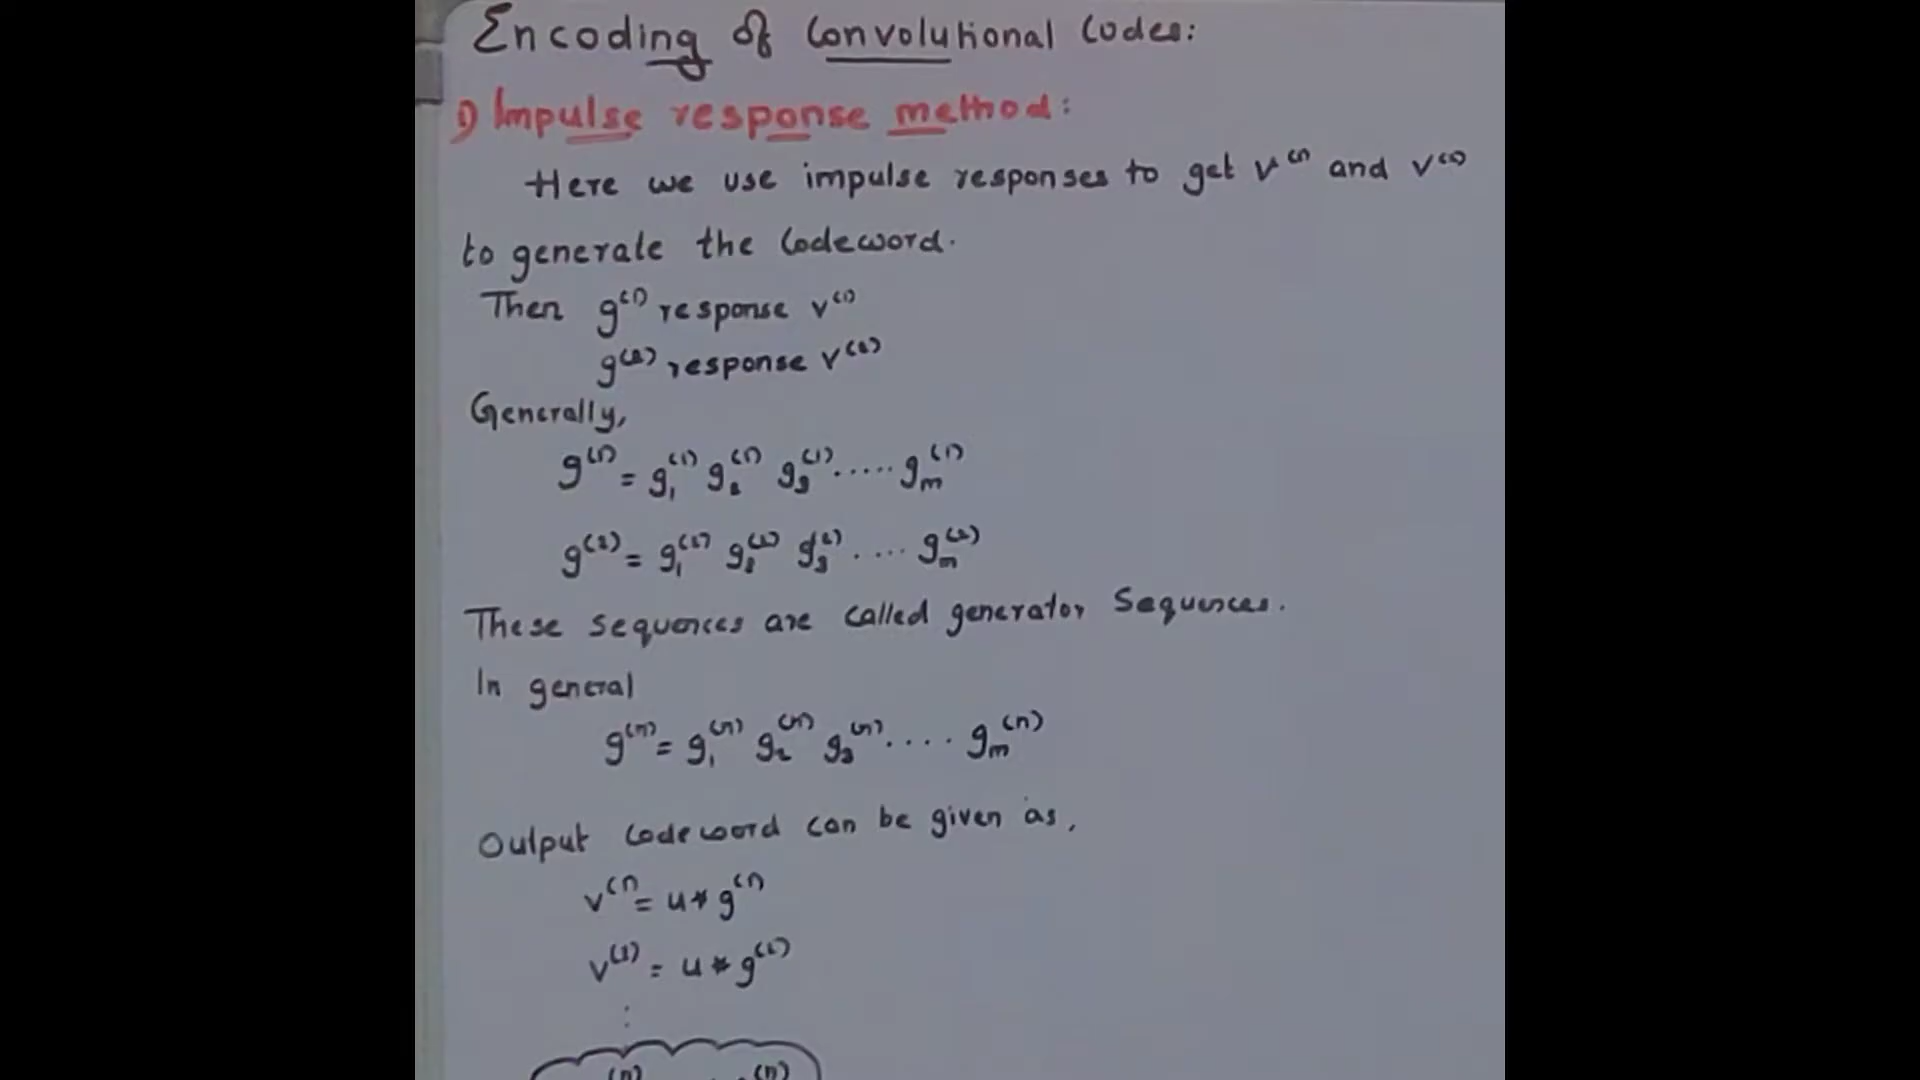 Encoding of Convolutional Codes:
1) Impulse response method:
Here we use impulse responses to get v⁽¹⁾ and v⁽²⁾
to generate the Codeword.
Then g⁽¹⁾ response v⁽¹⁾
g⁽²⁾ response v⁽²⁾
Generally,
g⁽¹⁾ = g₁⁽¹⁾ g₂⁽¹⁾ g₃⁽¹⁾ ..... gₘ⁽¹⁾
g⁽²⁾ = g₁⁽²⁾ g₂⁽²⁾ g₃⁽²⁾ ..... gₘ⁽²⁾
These sequences are called generator Sequences.
In general
g⁽ⁿ⁾ = g₁⁽ⁿ⁾ g₂⁽ⁿ⁾ g₃⁽ⁿ⁾ ..... gₘ⁽ⁿ⁾
Output Codeword can be given as,
v⁽¹⁾ = u * g⁽¹⁾
v⁽²⁾ = u * g⁽²⁾
:
(n) (n)